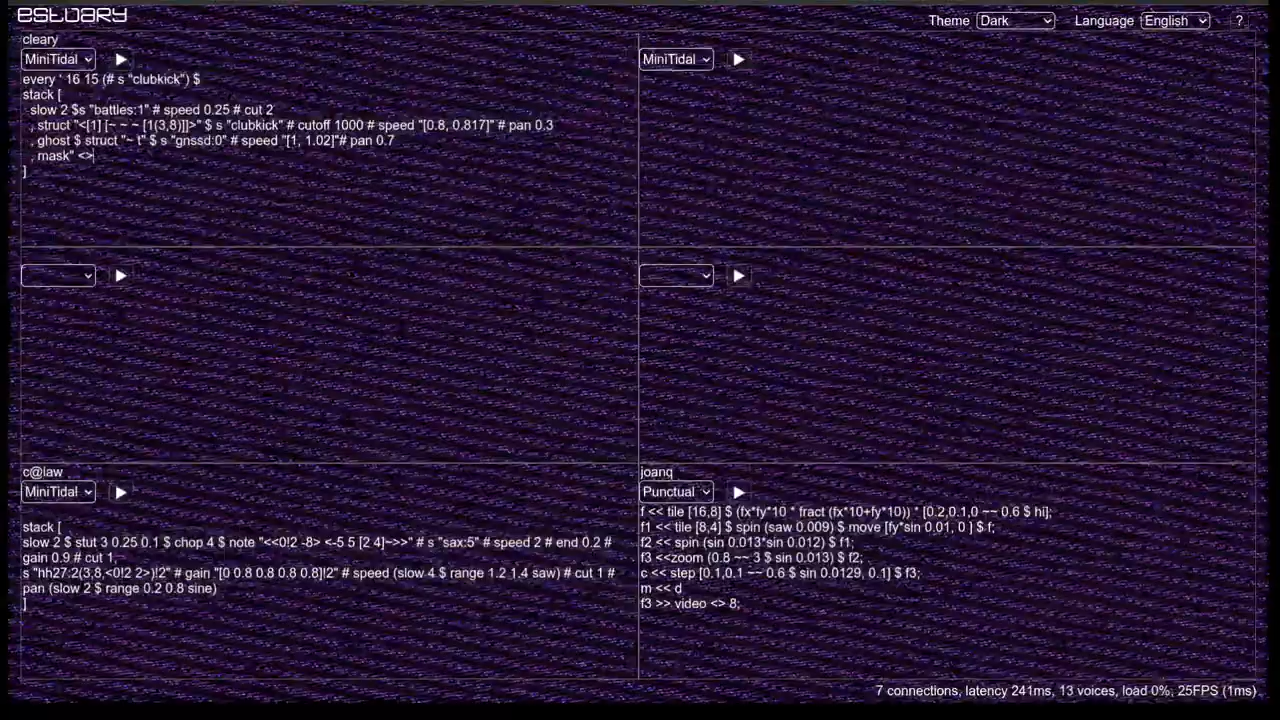 estuary
Theme Dark Language English ?
cleary
MiniTidal
every ' 16 15 (# s "clubkick") $
stack [
slow 2 $s "battles:1" # speed 0.25 # cut 2
, struct "<[1] [~ ~ ~ [1(3,8)]]>" $ s "clubkick" # cutoff 1000 # speed "[0.8, 0.817]" # pan 0.3
, ghost $ struct "~ t" $ s "gnssd:0" # speed "[1, 1.02]"# pan 0.7
, mask" <>
]
MiniTidal
c@law
MiniTidal
stack [
slow 2 $ stut 3 0.25 0.1 $ chop 4 $ note "<<0!2 -8> <-5 5 [2 4]~>>" # s "sax:5" # speed 2 # end 0.2 #
gain 0.9 # cut 1,
s "hh27:2(3,8,<0!2 2>)!2" # gain "[0 0.8 0.8 0.8 0.8]!2" # speed (slow 4 $ range 1.2 1.4 saw) # cut 1 #
pan (slow 2 $ range 0.2 0.8 sine)
]
joanq
Punctual
f << tile [16,8] $ (fx*fy*10 * fract (fx*10+fy*10)) * [0.2,0.1,0 ~~ 0.6 $ hi];
f1 << tile [8,4] $ spin (saw 0.009) $ move [fy*sin 0.01, 0 ] $ f;
f2 << spin (sin 0.013*sin 0.012) $ f1;
f3 <<zoom (0.8 ~~ 3 $ sin 0.013) $ f2;
c << step [0.1,0.1 ~~ 0.6 $ sin 0.0129, 0.1] $ f3;
m << d
f3 >> video <> 8;
7 connections, latency 241ms, 13 voices, load 0%, 25FPS (1ms)